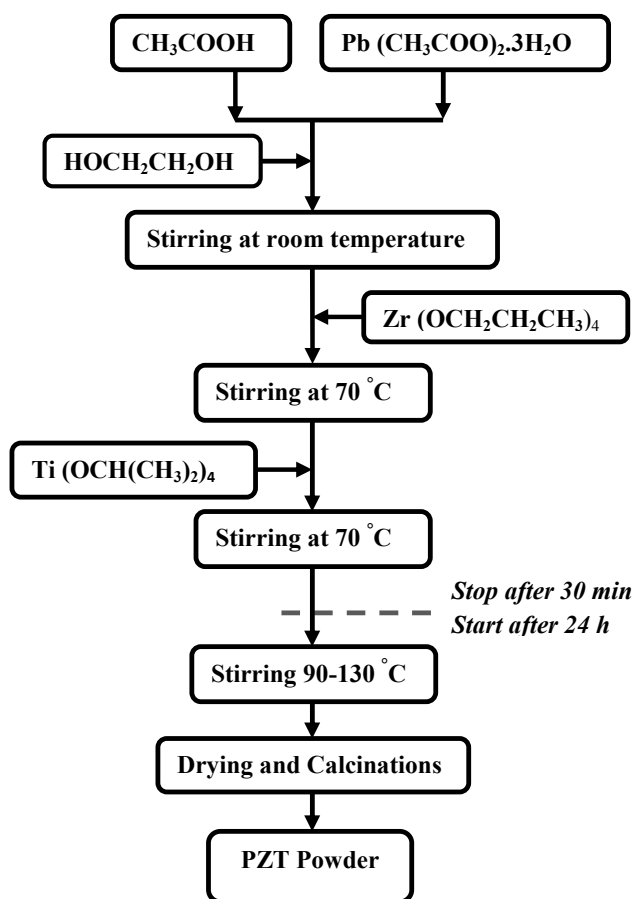 CH₃COOH
Pb (CH₃COO)₂.3H₂O
HOCH₂CH₂OH
Stirring at room temperature
Zr (OCH₂CH₂CH₃)₄
Stirring at 70 °C
Ti (OCH(CH₃)₂)₄
Stirring at 70 °C
Stop after 30 min
Start after 24 h
Stirring 90-130 °C
Drying and Calcinations
PZT Powder